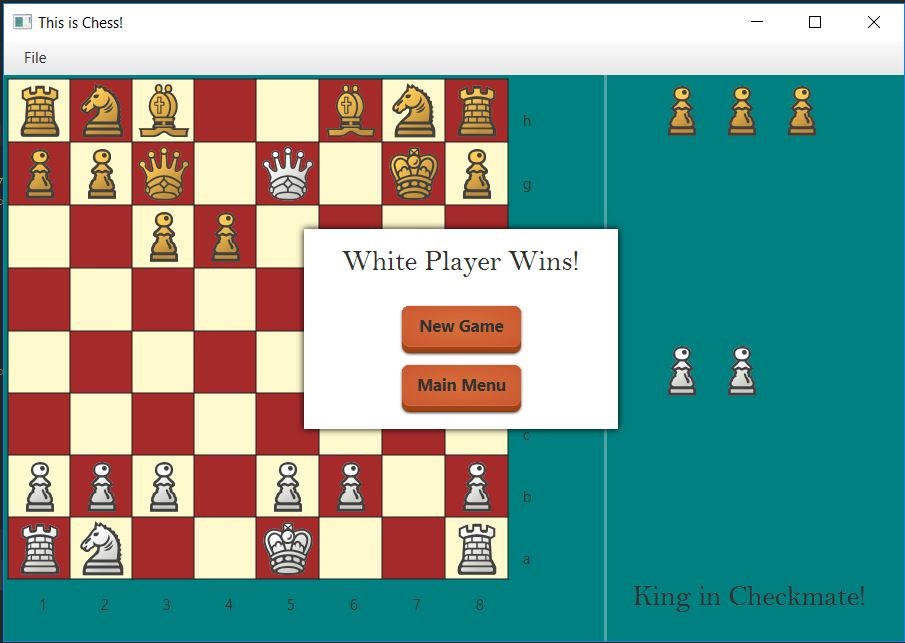 This is Chess!
File
h
g
White Player Wins!
New Game
Main Menu
c
b
a
1 2 3 4 5 6 7 8
King in Checkmate!